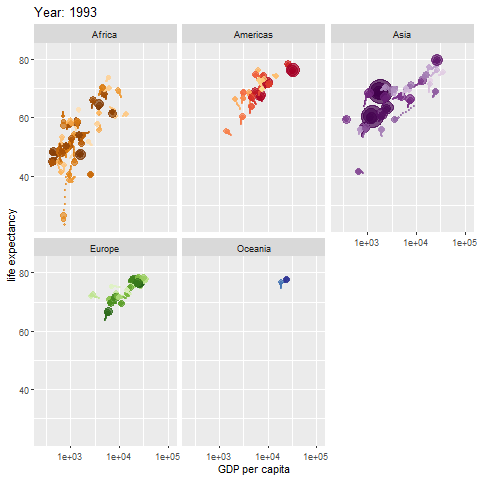 Year: 1993
Africa
Americas
Asia
80
60
40
1e+03 1e+04 1e+05
Europe
Oceania
80
60
40
1e+03 1e+04 1e+05
1e+03 1e+04 1e+05
life expectancy
GDP per capita